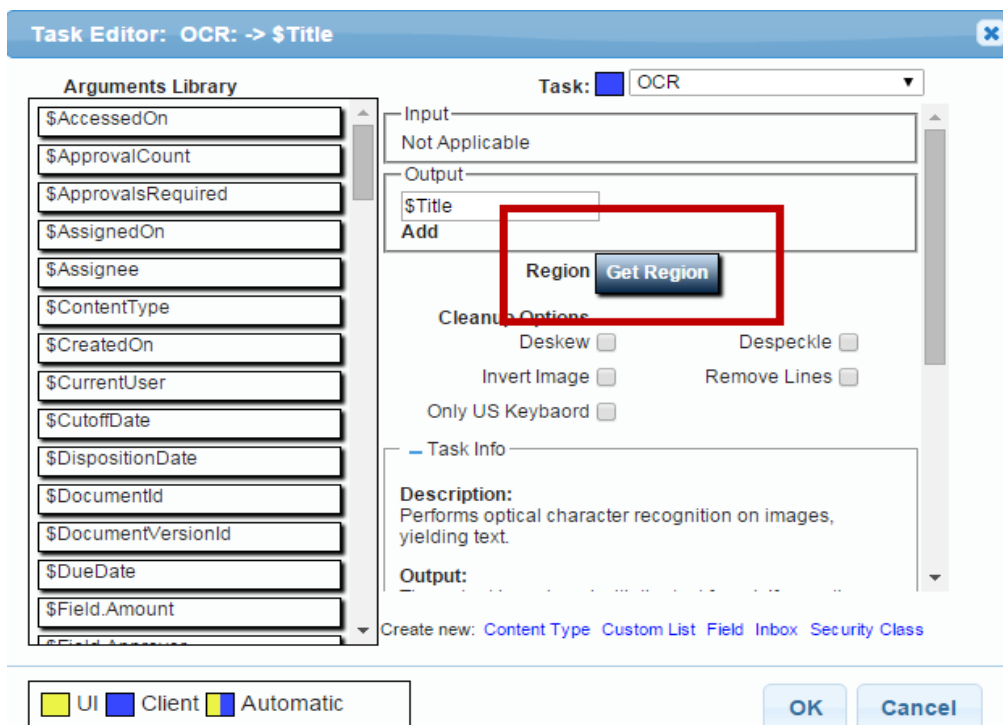 Task Editor: OCR: -> $Title
Arguments Library
$AccessedOn
$ApprovalCount
$ApprovalsRequired
$AssignedOn
$Assignee
$ContentType
$CreatedOn
$CurrentUser
$CutoffDate
$DispositionDate
$DocumentId
$DocumentVersionId
$DueDate
$Field.Amount
Task: OCR
Input
Not Applicable
Output
$Title
Add
Region Get Region
Cleanup Options
Deskew Despeckle
Invert Image Remove Lines
Only US Keybaord
Task Info
Description:
Performs optical character recognition on images,
yielding text.
Output:
Create new: Content Type Custom List Field Inbox Security Class
UI Client Automatic
OK Cancel